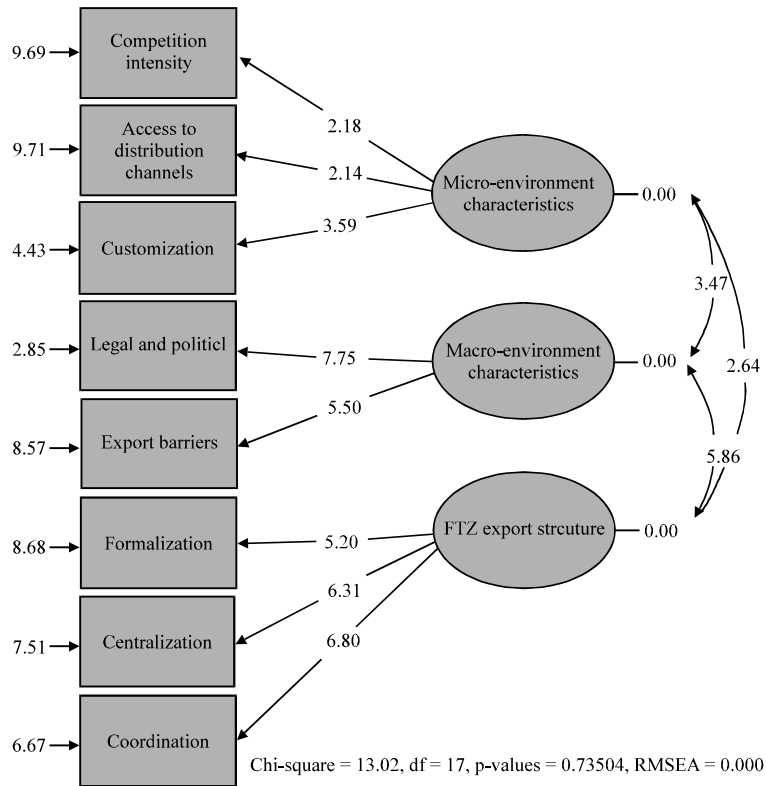 Competition
intensity
9.69
2.18
Access to
distribution
channels
9.71
2.14
Micro-environment
characteristics
0.00
Customization
4.43
3.59
3.47
Legal and politicl
2.85
7.75
Macro-environment
characteristics
0.00
2.64
Export barriers
8.57
5.50
5.86
Formalization
8.68
5.20
FTZ export strcuture
0.00
6.31
Centralization
7.51
6.80
Coordination
6.67
Chi-square = 13.02, df = 17, p-values = 0.73504, RMSEA = 0.000